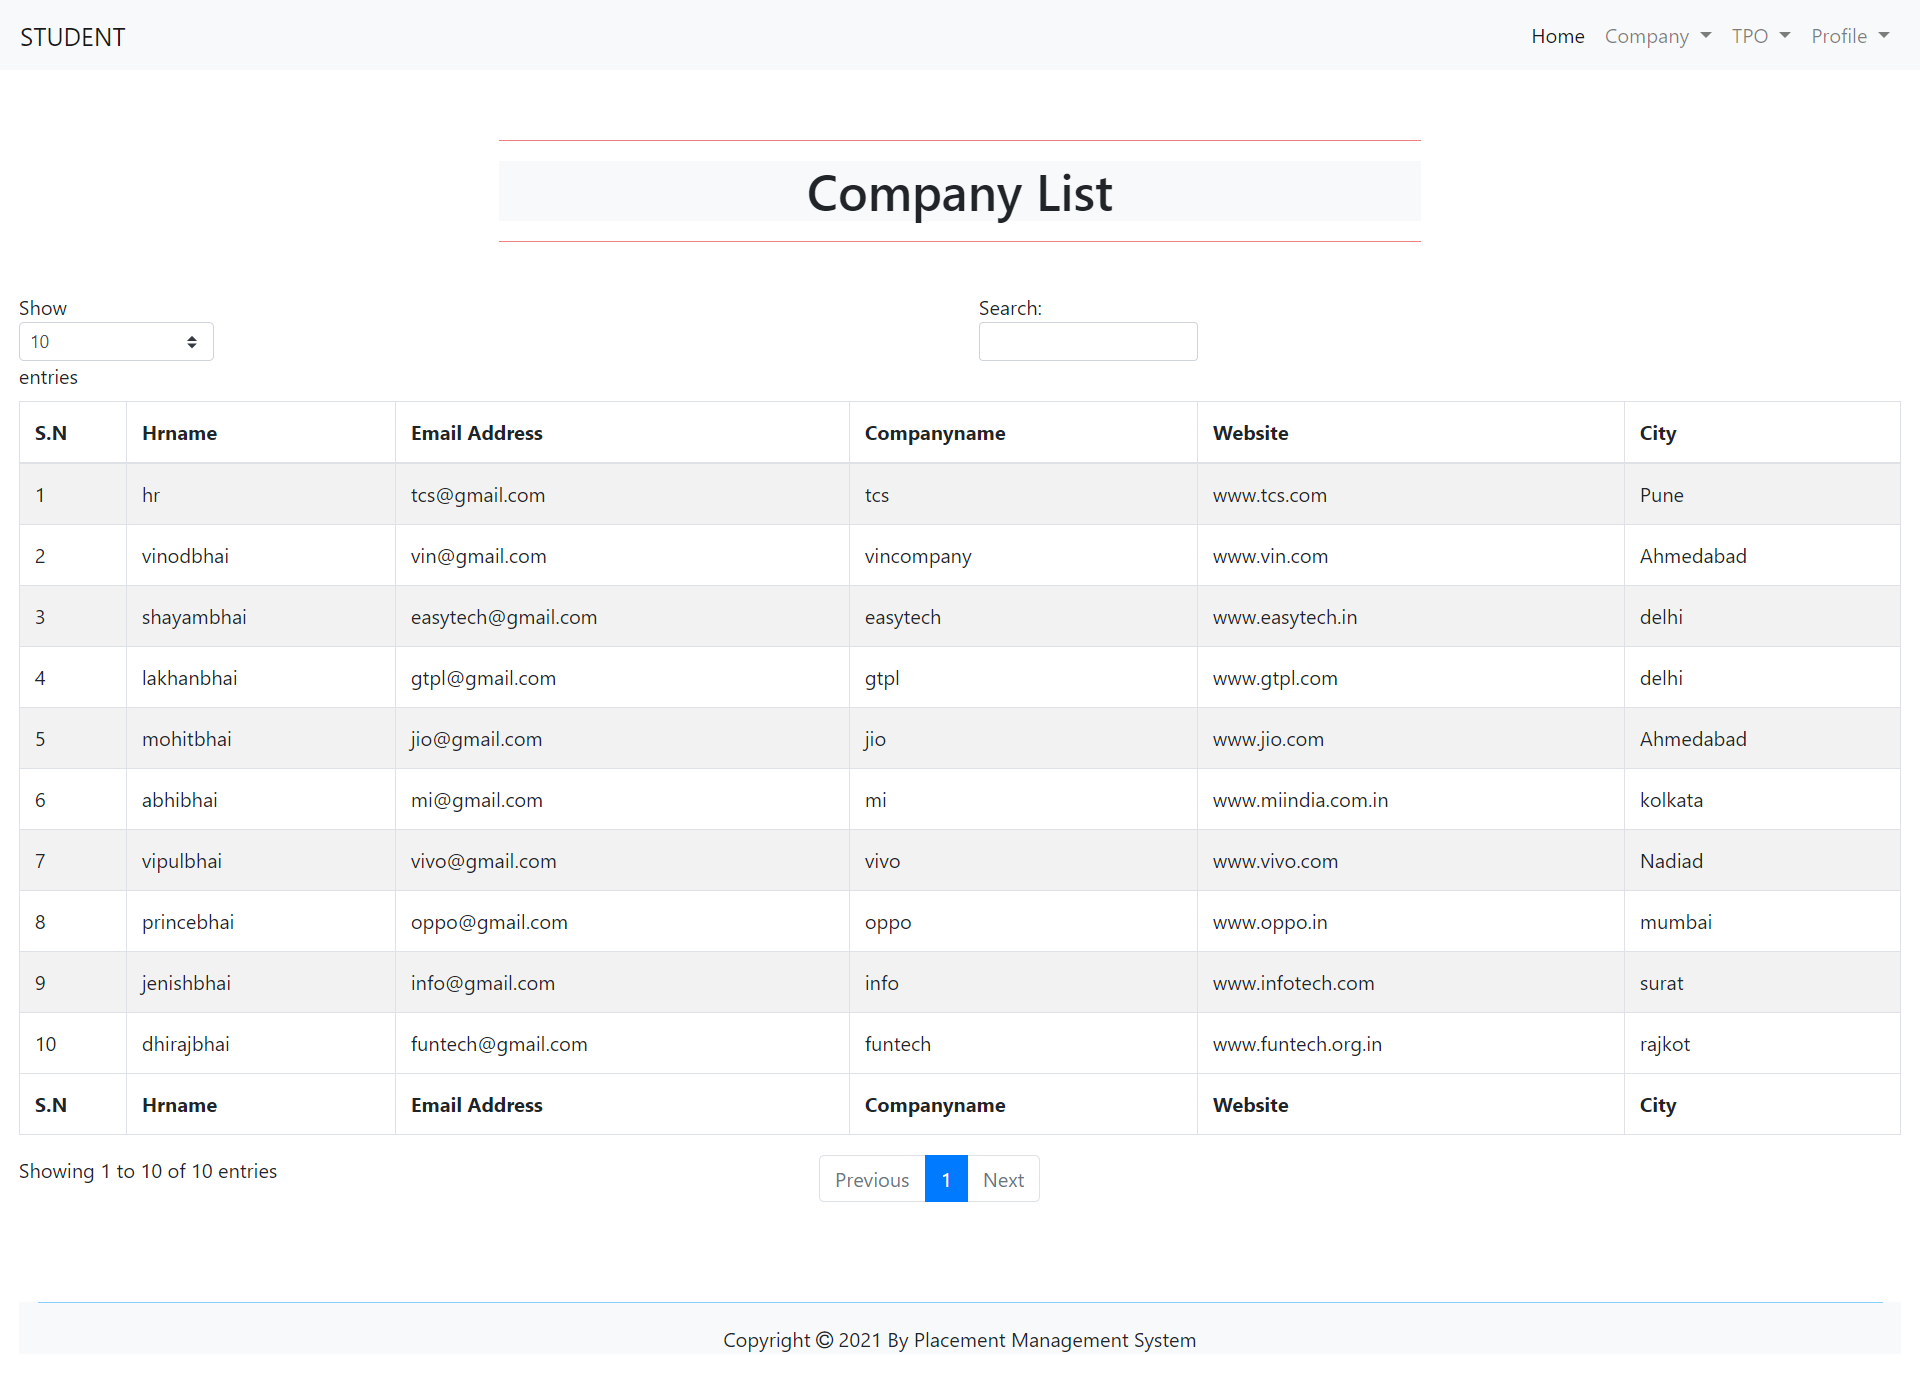 STUDENT Home Company TPO Profile
Company List
Show Search:
10
entries
S.N Hrname Email Address Companyname Website City
1 hr tcs@gmail.com tcs www.tcs.com Pune
2 vinodbhai vin@gmail.com vincompany www.vin.com Ahmedabad
3 shayambhai easytech@gmail.com easytech www.easytech.in delhi
4 lakhanbhai gtpl@gmail.com gtpl www.gtpl.com delhi
5 mohitbhai jio@gmail.com jio www.jio.com Ahmedabad
6 abhibhai mi@gmail.com mi www.miindia.com.in kolkata
7 vipulbhai vivo@gmail.com vivo www.vivo.com Nadiad
8 princebhai oppo@gmail.com oppo www.oppo.in mumbai
9 jenishbhai info@gmail.com info www.infotech.com surat
10 dhirajbhai funtech@gmail.com funtech www.funtech.org.in rajkot
S.N Hrname Email Address Companyname Website City
Showing 1 to 10 of 10 entries Previous 1 Next
Copyright © 2021 By Placement Management System